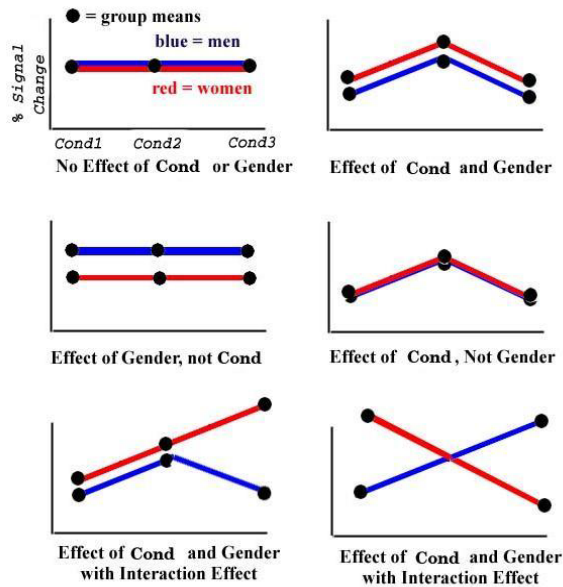 = group means
blue = men
% Signal
Change
red = women
Cond1 Cond2 Cond3
No Effect of Cond or Gender
Effect of Cond and Gender
Effect of Gender, not Cond
Effect of Cond , Not Gender
Effect of Cond and Gender
with Interaction Effect
Effect of Cond and Gender
with Interaction Effect